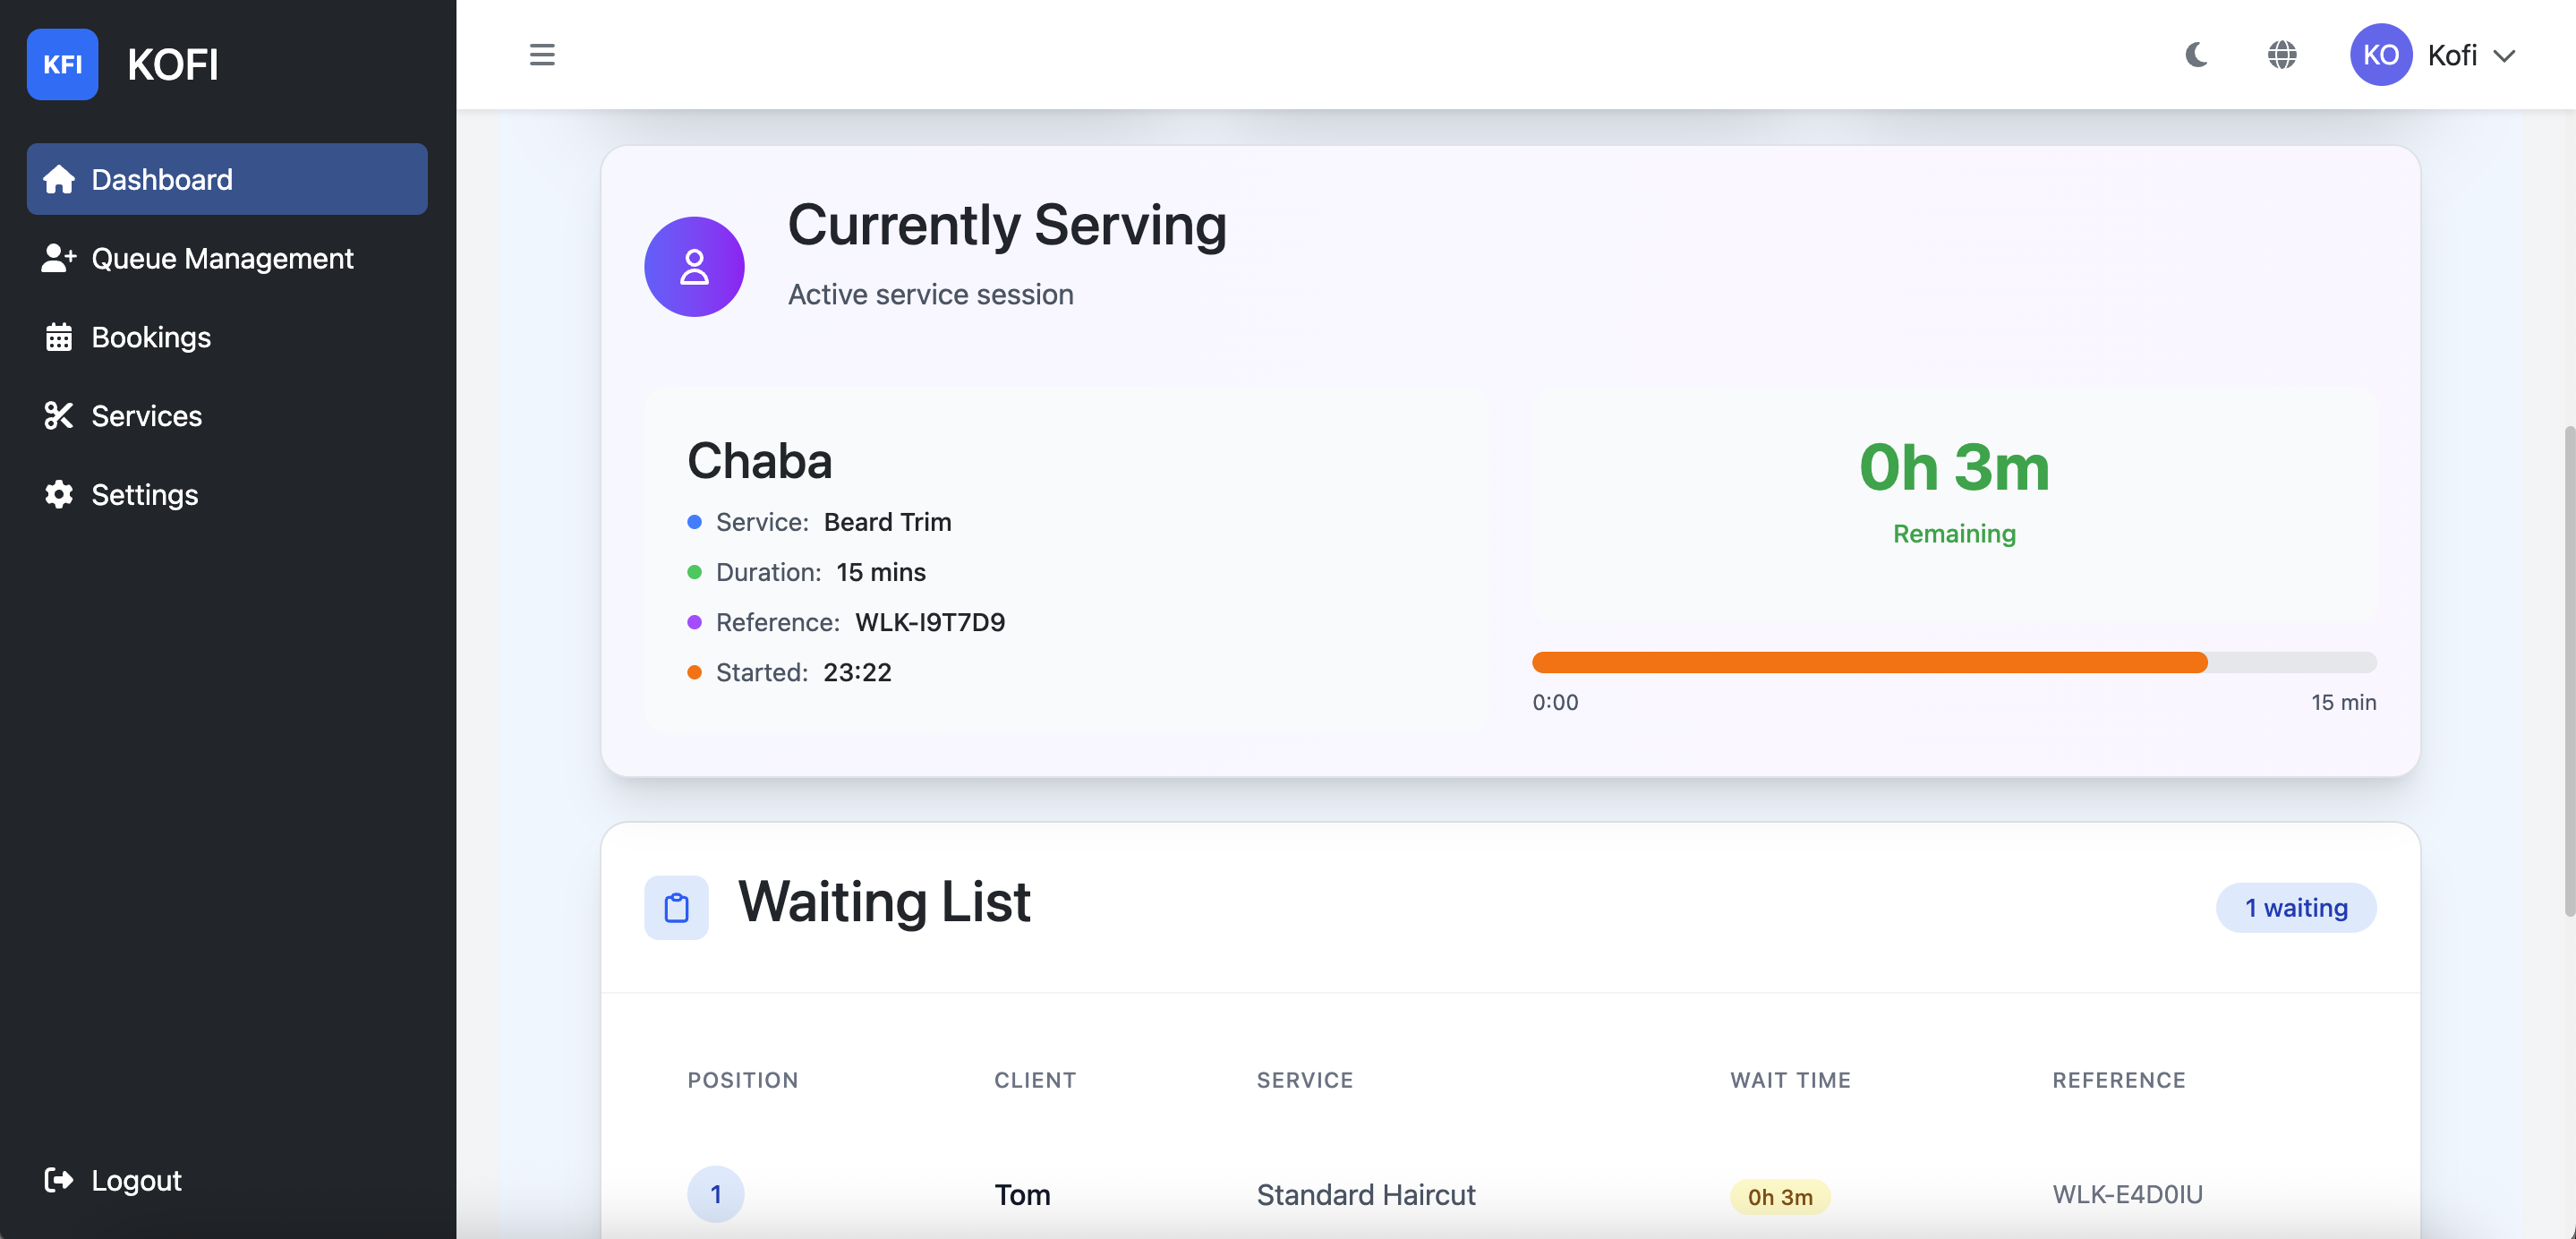 KFI KOFI
Dashboard
Queue Management
Bookings
Services
Settings
Logout
KO Kofi
Currently Serving
Active service session
Chaba
Service: Beard Trim
Duration: 15 mins
Reference: WLK-I9T7D9
Started: 23:22
0h 3m
Remaining
0:00 15 min
Waiting List
1 waiting
POSITION CLIENT SERVICE WAIT TIME REFERENCE
1 Tom Standard Haircut 0h 3m WLK-E4D0IU